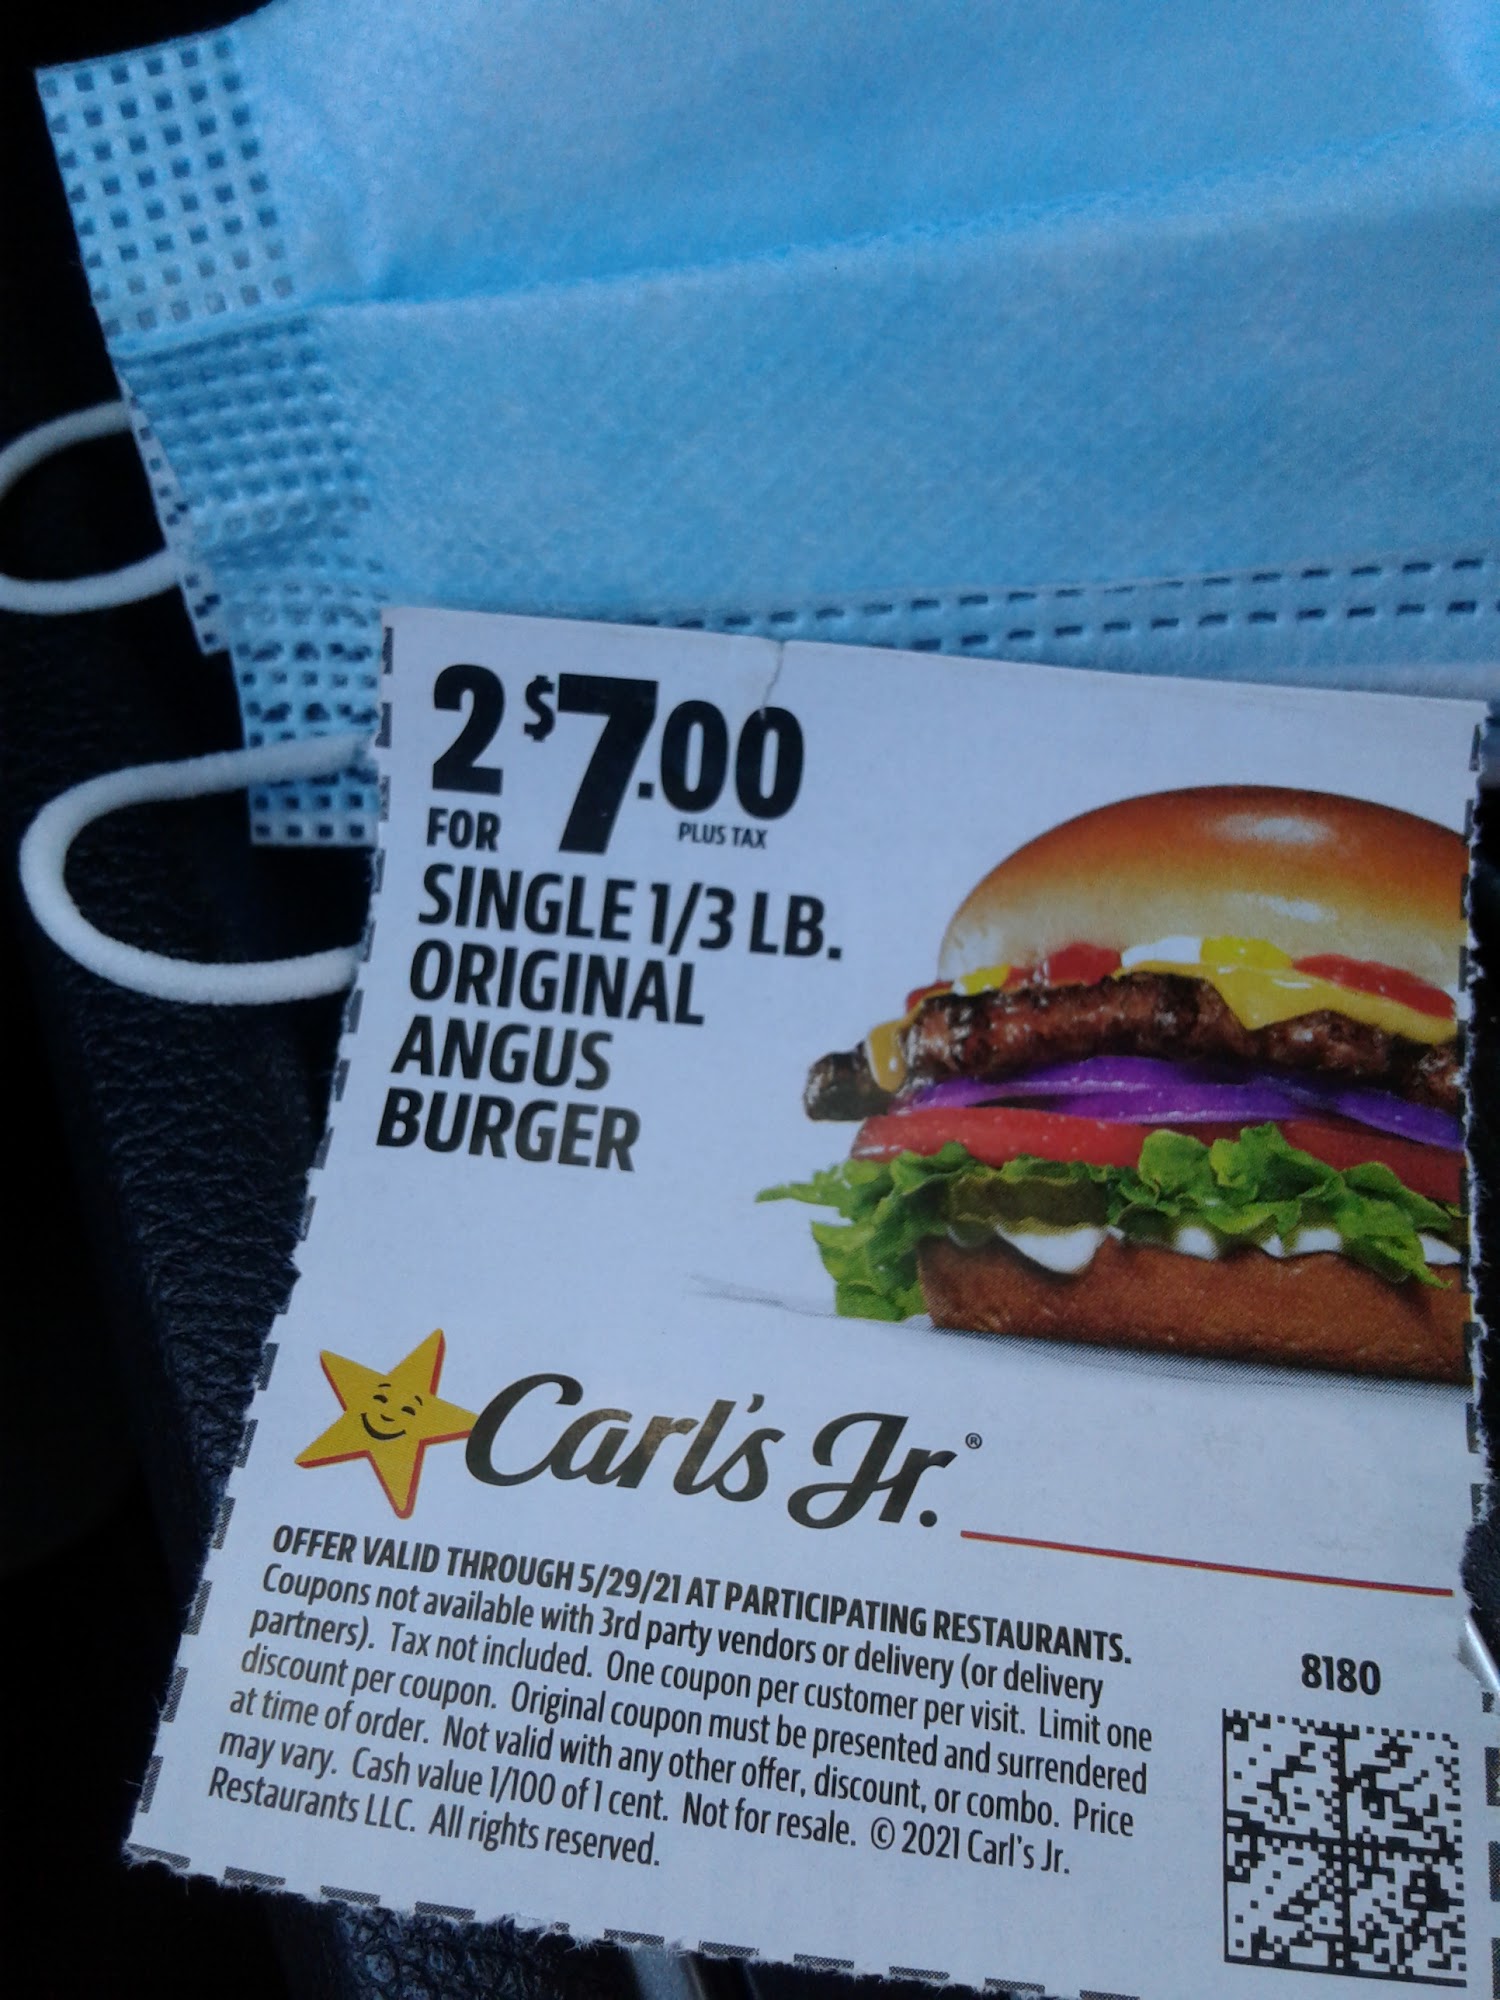 2 FOR $7.00
PLUS TAX
SINGLE 1/3 LB.
ORIGINAL
ANGUS
BURGER
Carl's Jr.®
OFFER VALID THROUGH 5/29/21 AT PARTICIPATING RESTAURANTS.
Coupons not available with 3rd party vendors or delivery (or delivery
partners). Tax not included. One coupon per customer per visit. Limit one
discount per coupon. Original coupon must be presented and surrendered
at time of order. Not valid with any other offer, discount, or combo. Price
may vary. Cash value 1/100 of 1 cent. Not for resale. © 2021 Carl's Jr.
Restaurants LLC. All rights reserved.
8180